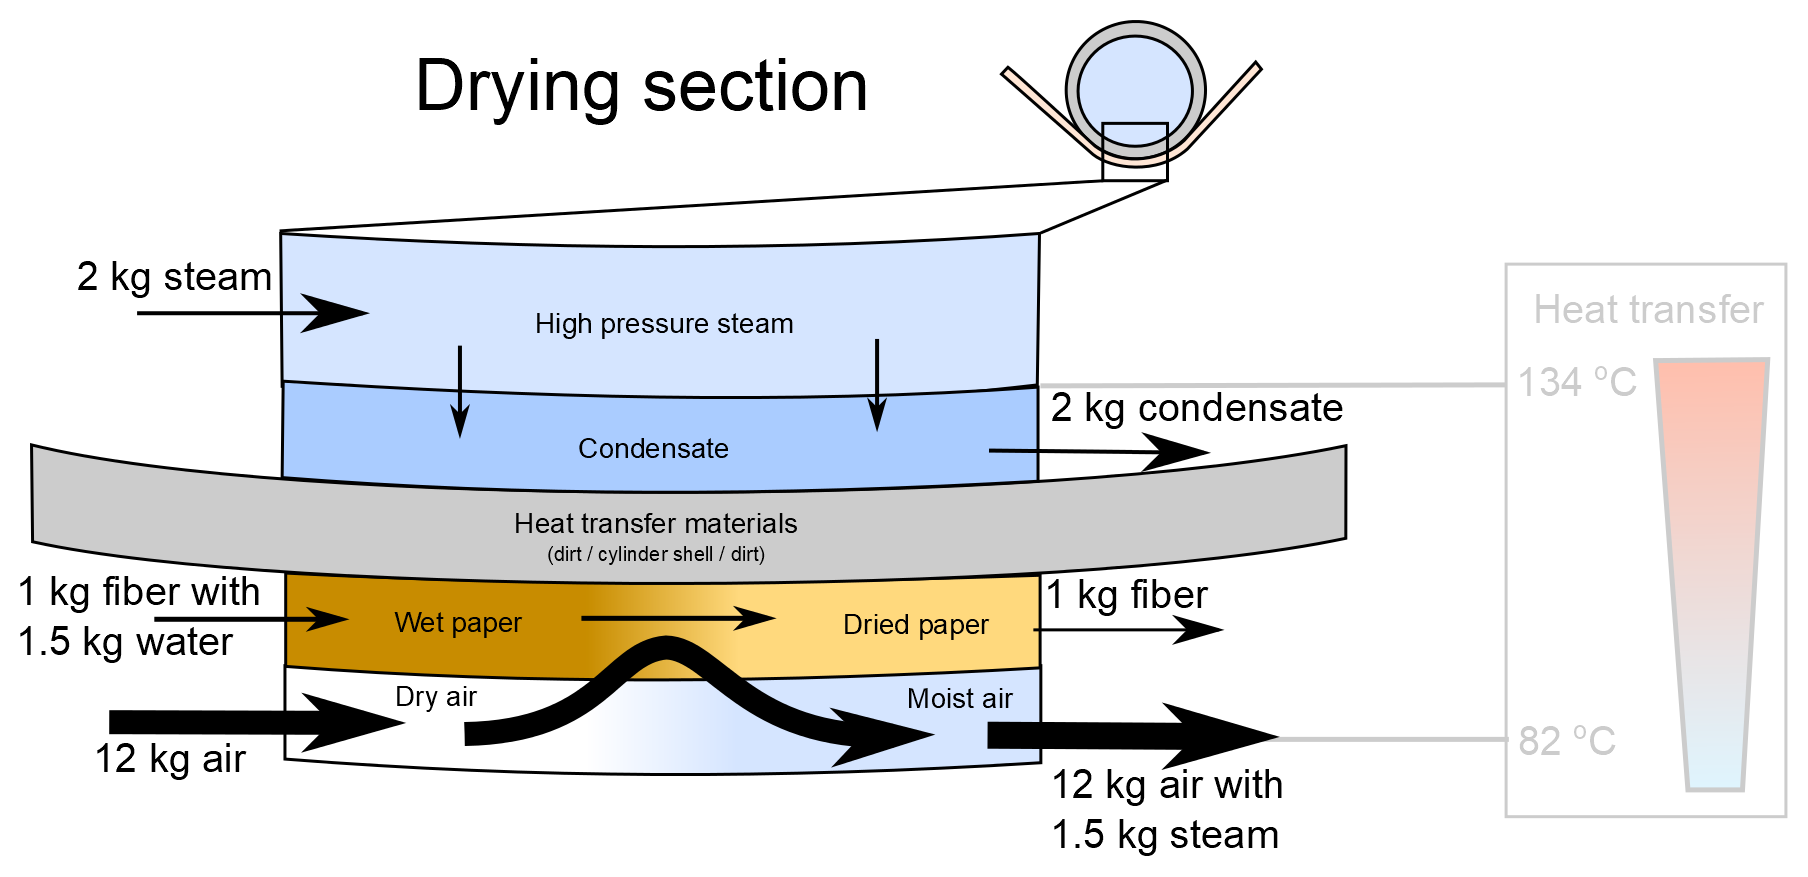 Drying section
2 kg steam
High pressure steam
Heat transfer
134 °C
2 kg condensate
Condensate
Heat transfer materials
(dirt / cylinder shell / dirt)
1 kg fiber with
1.5 kg water
Wet paper
Dried paper
1 kg fiber
Dry air
Moist air
12 kg air
82 °C
12 kg air with
1.5 kg steam